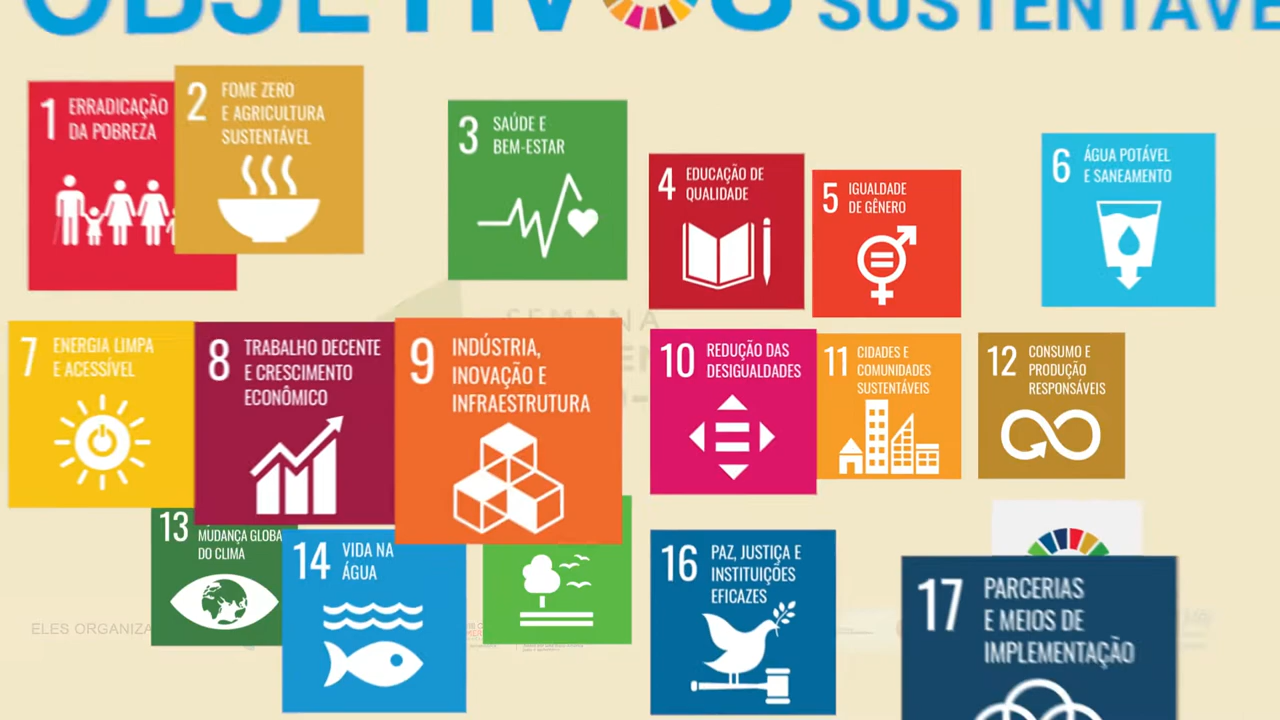 OBJETIVOS
SUSTENTÁVE
1 ERRADICAÇÃO
DA POBREZA
2 FOME ZERO
E AGRICULTURA
SUSTENTÁVEL
3 SAÚDE E
BEM-ESTAR
4 EDUCAÇÃO DE
QUALIDADE
5 IGUALDADE
DE GÊNERO
6 ÁGUA POTÁVEL
E SANEAMENTO
SEMANA
7 ENERGIA LIMPA
E ACESSÍVEL
8 TRABALHO DECENTE
E CRESCIMENTO
ECONÔMICO
9 INDÚSTRIA,
INOVAÇÃO E
INFRAESTRUTURA
10 REDUÇÃO DAS
DESIGUALDADES
11 CIDADES E
COMUNIDADES
SUSTENTÁVEIS
12 CONSUMO E
PRODUÇÃO
RESPONSÁVEIS
13 MUDANÇA GLOBA
DO CLIMA
14 VIDA NA
ÁGUA
16 PAZ, JUSTIÇA E
INSTITUIÇÕES
EFICAZES
17 PARCERIAS
E MEIOS DE
IMPLEMENTAÇÃO
ELES ORGANIZA